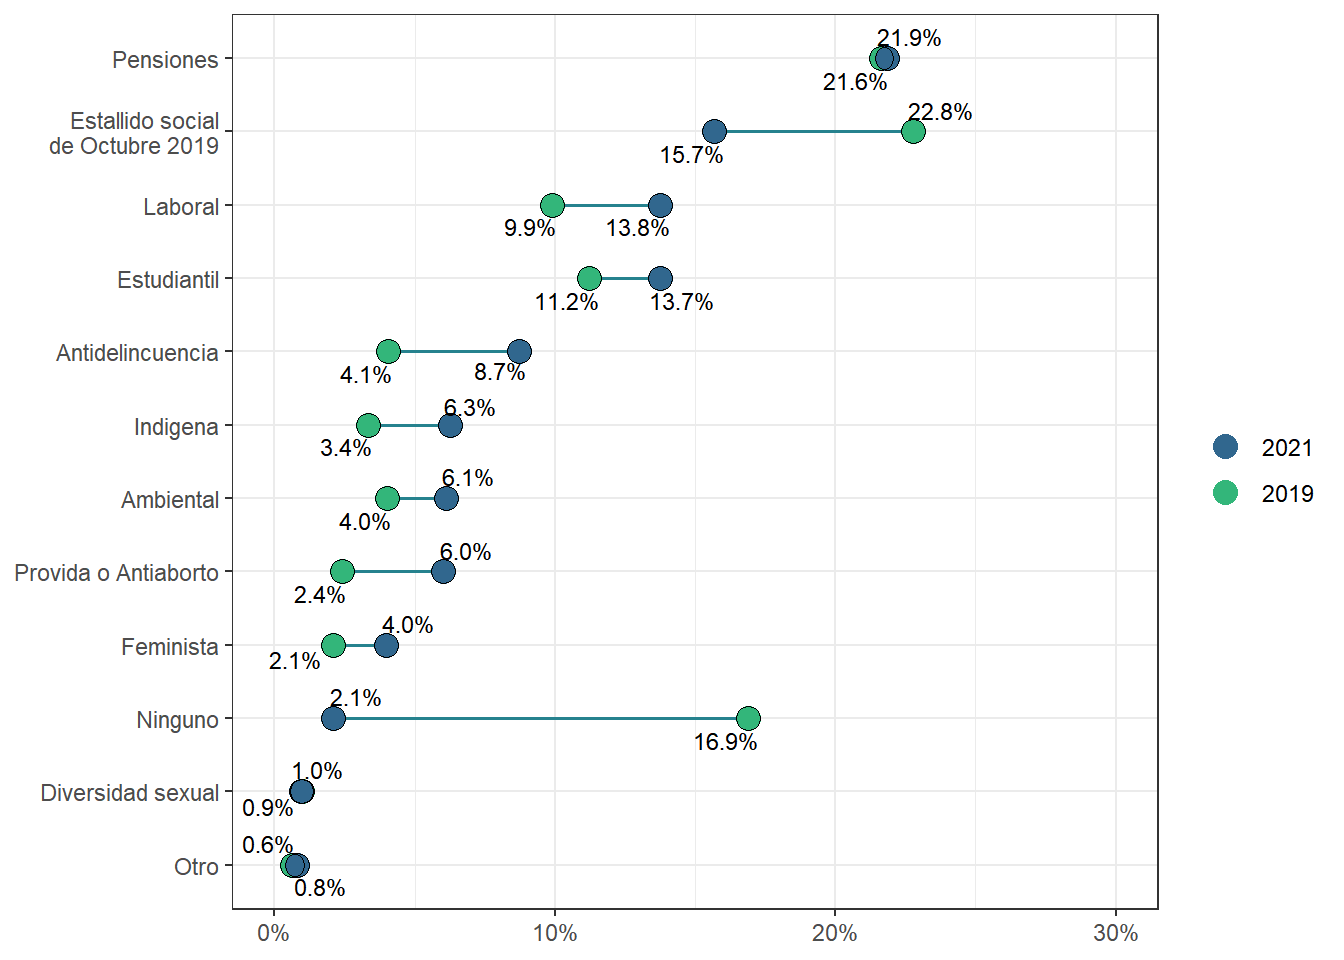 Pensiones
21.9%
21.6%
Estallido social
de Octubre 2019
22.8%
15.7%
Laboral
9.9%
13.8%
Estudiantil
11.2%
13.7%
Antidelincuencia
4.1%
8.7%
Indigena
6.3%
3.4%
Ambiental
6.1%
4.0%
Provida o Antiaborto
6.0%
2.4%
Feminista
4.0%
2.1%
Ninguno
2.1%
16.9%
Diversidad sexual
1.0%
0.9%
Otro
0.6%
0.8%
0%
10%
20%
30%
2021
2019